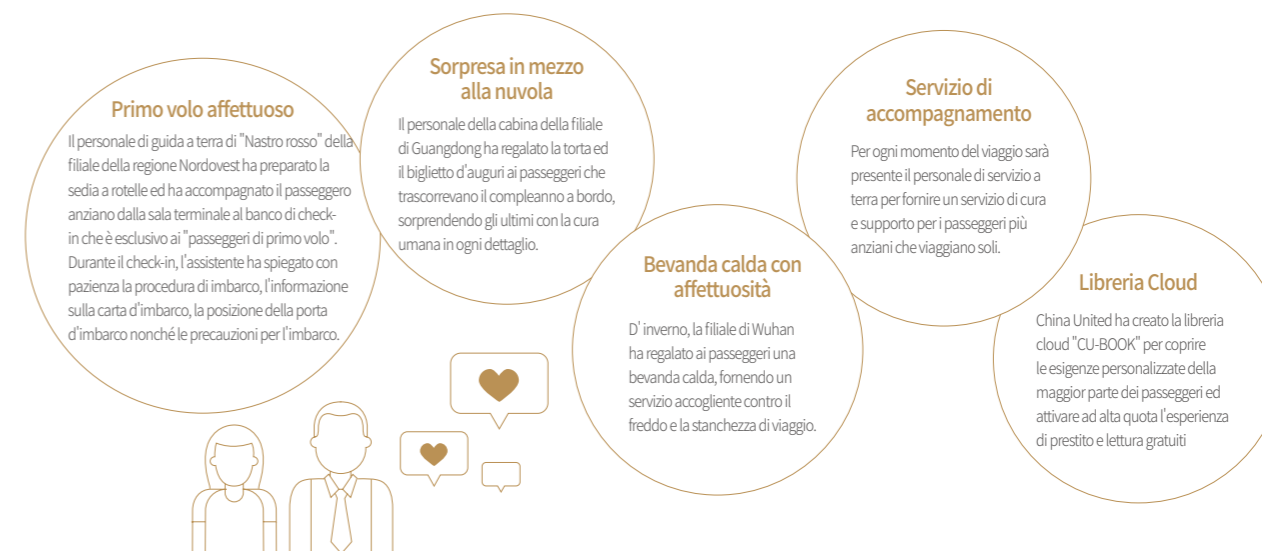 Primo volo affettuoso
Il personale di guida a terra di "Nastro rosso" della
filiale della regione Nordovest ha preparato la
sedia a rotelle ed ha accompagnato il passeggero
anziano dalla sala terminale al banco di check-
in che è esclusivo ai "passeggeri di primo volo".
Durante il check-in, l'assistente ha spiegato con
pazienza la procedura di imbarco, l'informazione
sulla carta d'imbarco, la posizione della porta
d'imbarco nonché le precauzioni per l'imbarco.
Sorpresa in mezzo
alla nuvola
Il personale della cabina della filiale
di Guangdong ha regalato la torta ed
il biglietto d'auguri ai passeggeri che
trascorrevano il compleanno a bordo,
sorprendendo gli ultimi con la cura
umana in ogni dettaglio.
Bevanda calda con
affettuosità
D' inverno, la filiale di Wuhan
ha regalato ai passeggeri una
bevanda calda, fornendo un
servizio accogliente contro il
freddo e la stanchezza di viaggio.
Servizio di
accompagnamento
Per ogni momento del viaggio sarà
presente il personale di servizio a
terra per fornire un servizio di cura
e supporto per i passeggeri più
anziani che viaggiano soli.
Libreria Cloud
China United ha creato la libreria
cloud "CU-BOOK" per coprire
le esigenze personalizzate della
maggior parte dei passeggeri ed
attivare ad alta quota l'esperienza
di prestito e lettura gratuiti